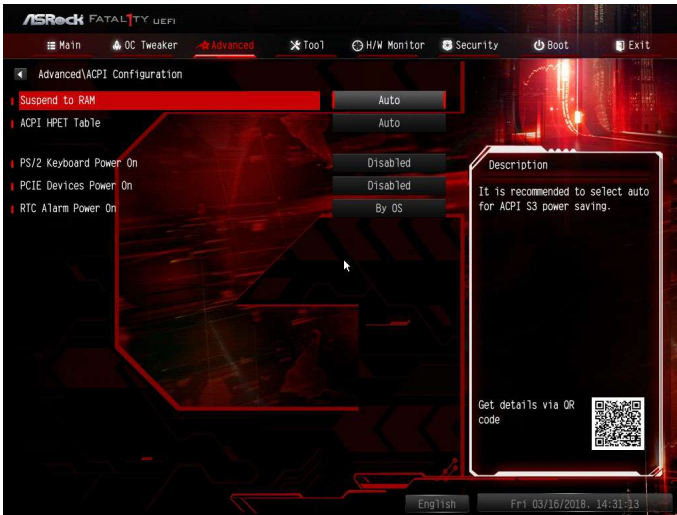 ASRock FATAL1TY UEFI
Main OC Tweaker Advanced Tool H/W Monitor Security Boot Exit
Advanced\ACPI Configuration
Suspend to RAM Auto
ACPI HPET Table Auto
PS/2 Keyboard Power On Disabled
PCIE Devices Power On Disabled
RTC Alarm Power On By OS
Description
It is recommended to select auto
for ACPI S3 power saving.
Get details via QR
code
English Fri 03/16/2018. 14:31:13